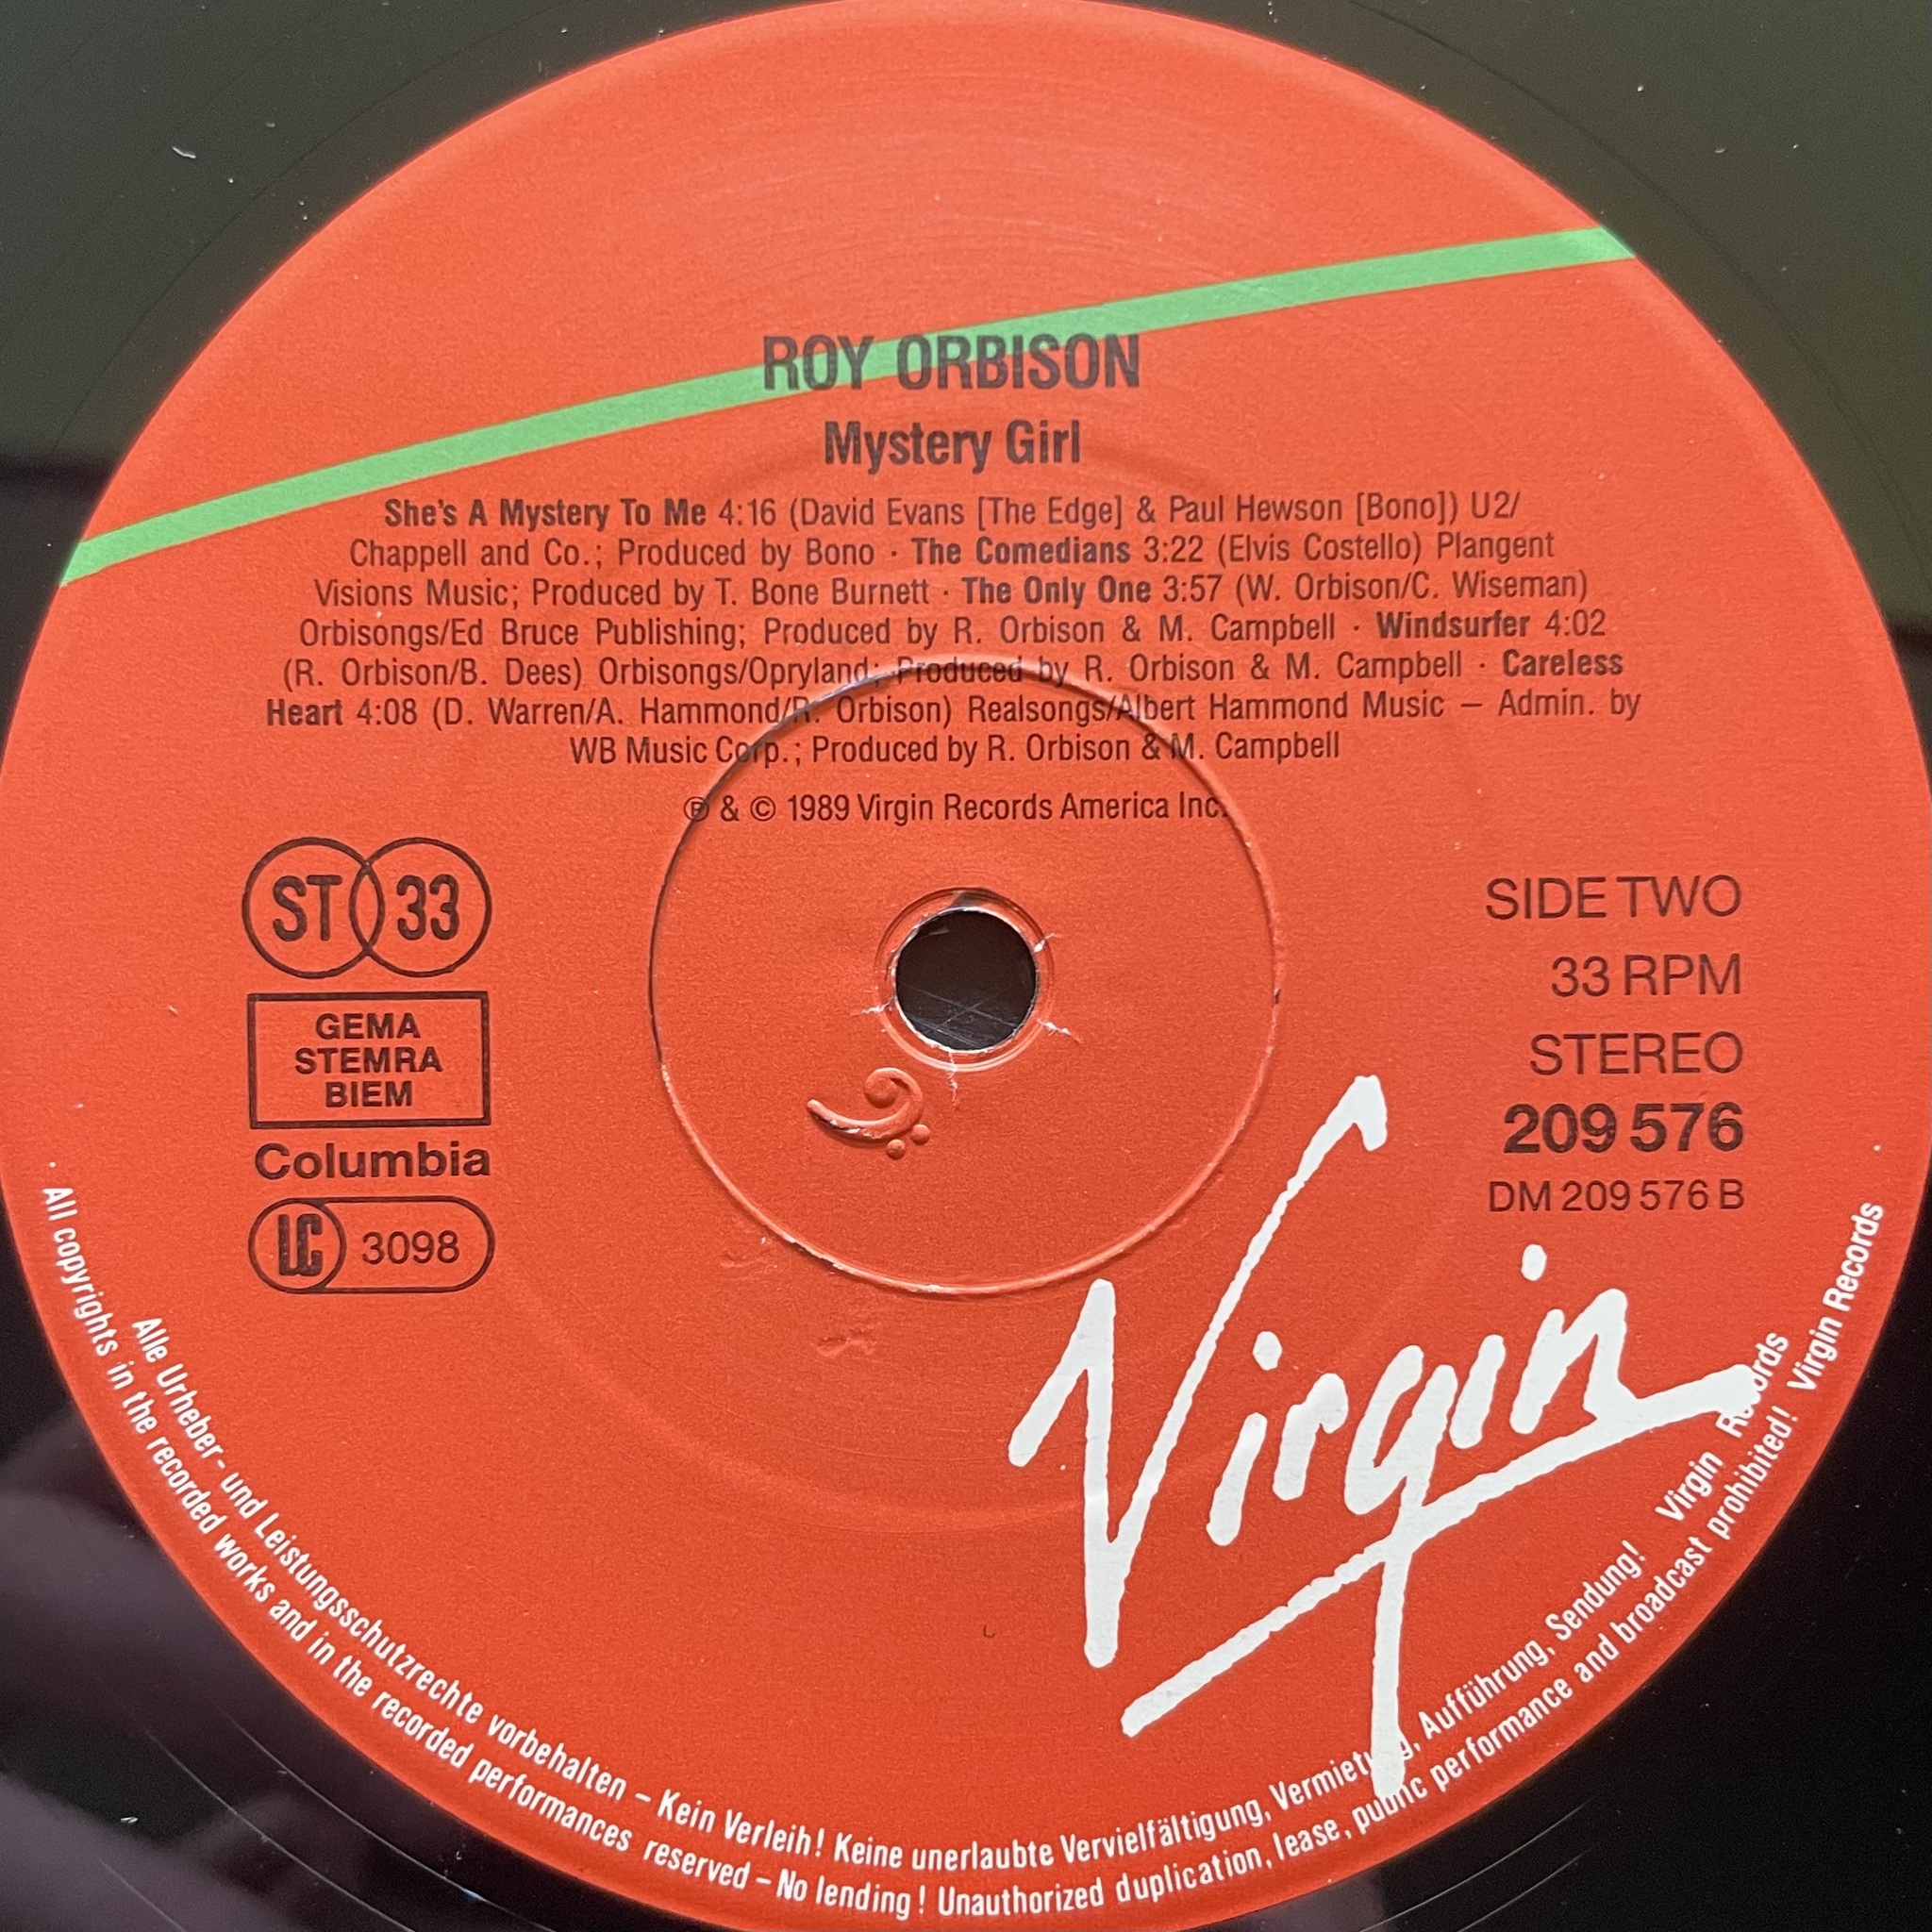 ROY ORBISON
Mystery Girl
She's A Mystery To Me 4:16 (David Evans [The Edge] & Paul Hewson [Bono]) U2/
Chappell and Co.; Produced by Bono · The Comedians 3:22 (Elvis Costello) Plangent
Visions Music; Produced by T. Bone Burnett · The Only One 3:57 (W. Orbison/C. Wiseman)
Orbisongs/Ed Bruce Publishing; Produced by R. Orbison & M. Campbell · Windsurfer 4:02
(R. Orbison/B. Dees) Orbisongs/Opryland; Produced by R. Orbison & M. Campbell · Careless
Heart 4:08 (D. Warren/A. Hammond/R. Orbison) Realsongs/Albert Hammond Music – Admin. by
WB Music Corp.; Produced by R. Orbison & M. Campbell
℗ & © 1989 Virgin Records America Inc.
ST 33
GEMA
STEMRA
BIEM
Columbia
LC 3098
SIDE TWO
33 RPM
STEREO
209 576
DM 209 576 B
Virgin
Alle Urheber- und Leistungsschutzrechte vorbehalten – Kein Verleih! Keine unerlaubte Vervielfältigung, Vermietung, Aufführung, Sendung! Virgin Records
All copyrights in the recorded works and in the recorded performances reserved – No lending! Unauthorized duplication, lease, public performance and broadcast prohibited! Virgin Records